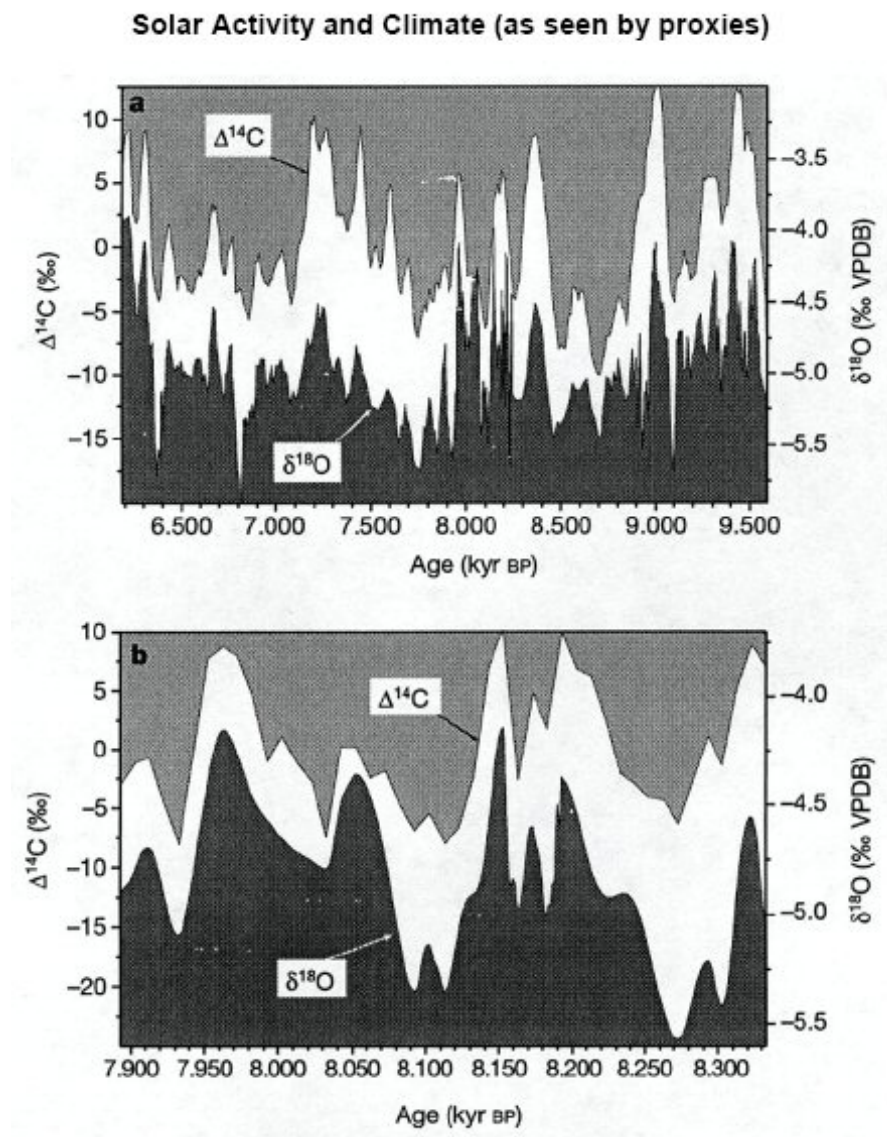 Solar Activity and Climate (as seen by proxies)
a
Δ¹⁴C
δ¹⁸O
10
5
0
−5
−10
−15
Δ¹⁴C (‰)
−3.5
−4.0
−4.5
−5.0
−5.5
δ¹⁸O (‰ VPDB)
6.500 7.000 7.500 8.000 8.500 9.000 9.500
Age (kyr BP)
b
Δ¹⁴C
δ¹⁸O
10
5
0
−5
−10
−15
−20
Δ¹⁴C (‰)
−4.0
−4.5
−5.0
−5.5
δ¹⁸O (‰ VPDB)
7.900 7.950 8.000 8.050 8.100 8.150 8.200 8.250 8.300
Age (kyr BP)